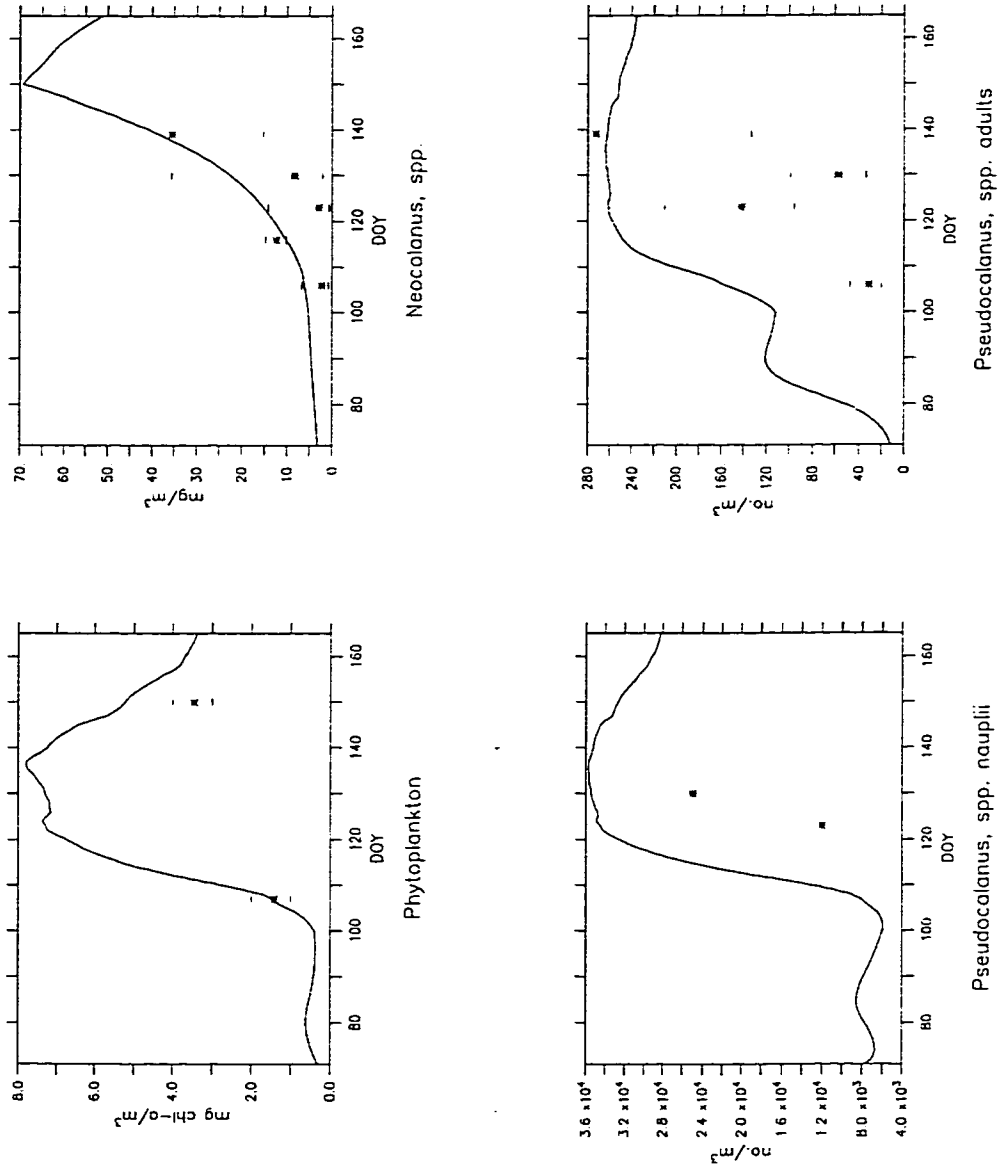 8.0
6.0
4.0
2.0
0.0
mg chl-a/m³
80 100 120 140 160
DOY
Phytoplankton
70
60
50
40
30
20
10
0
mg/m³
80 100 120 140 160
DOY
Neocalanus, spp.
3.6 x10⁴
3.2 x10⁴
2.8 x10⁴
2.4 x10⁴
2.0 x10⁴
1.6 x10⁴
1.2 x10⁴
8.0 x10³
4.0 x10³
no./m³
80 100 120 140 160
DOY
Pseudocalanus, spp. nauplii
280
240
200
160
120
80
40
0
no./m³
80 100 120 140 160
DOY
Pseudocalanus, spp. adults